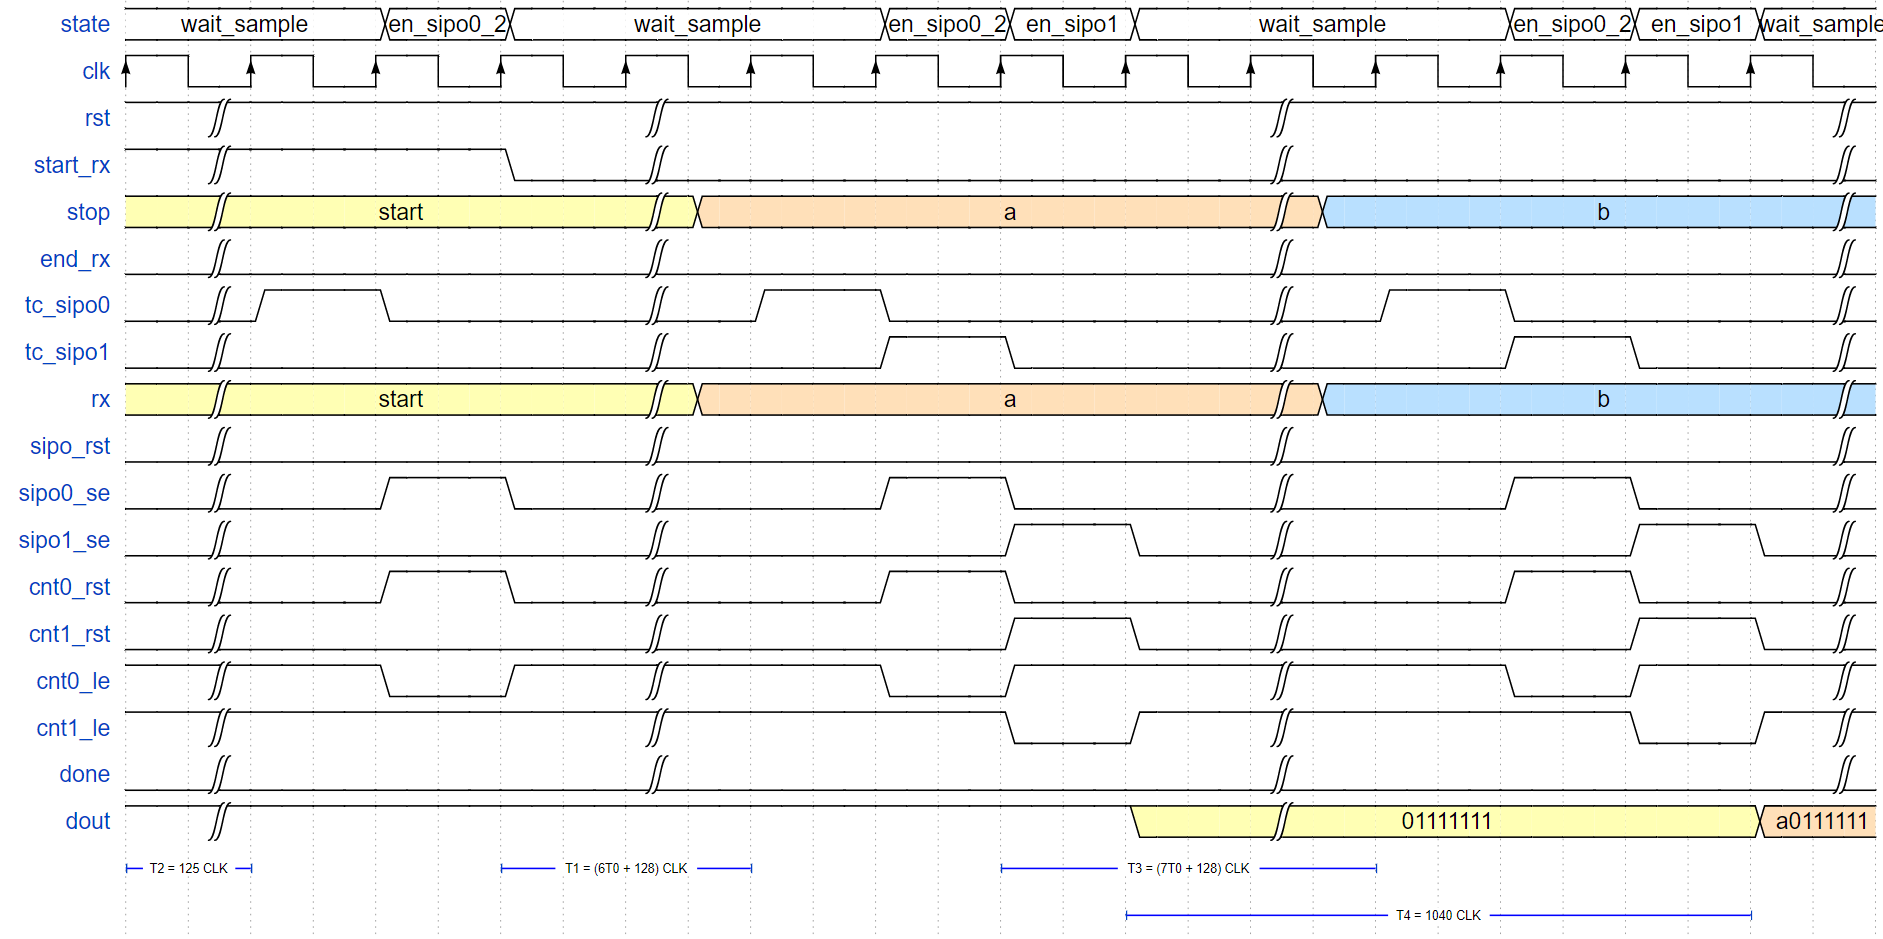 state wait_sample en_sipo0_2 wait_sample en_sipo0_2 en_sipo1 wait_sample en_sipo0_2 en_sipo1 wait_sample
clk
rst
start_rx
stop start a b
end_rx
tc_sipo0
tc_sipo1
rx start a b
sipo_rst
sipo0_se
sipo1_se
cnt0_rst
cnt1_rst
cnt0_le
cnt1_le
done
dout 01111111 a0111111
T2 = 125 CLK T1 = (6T0 + 128) CLK T3 = (7T0 + 128) CLK
T4 = 1040 CLK